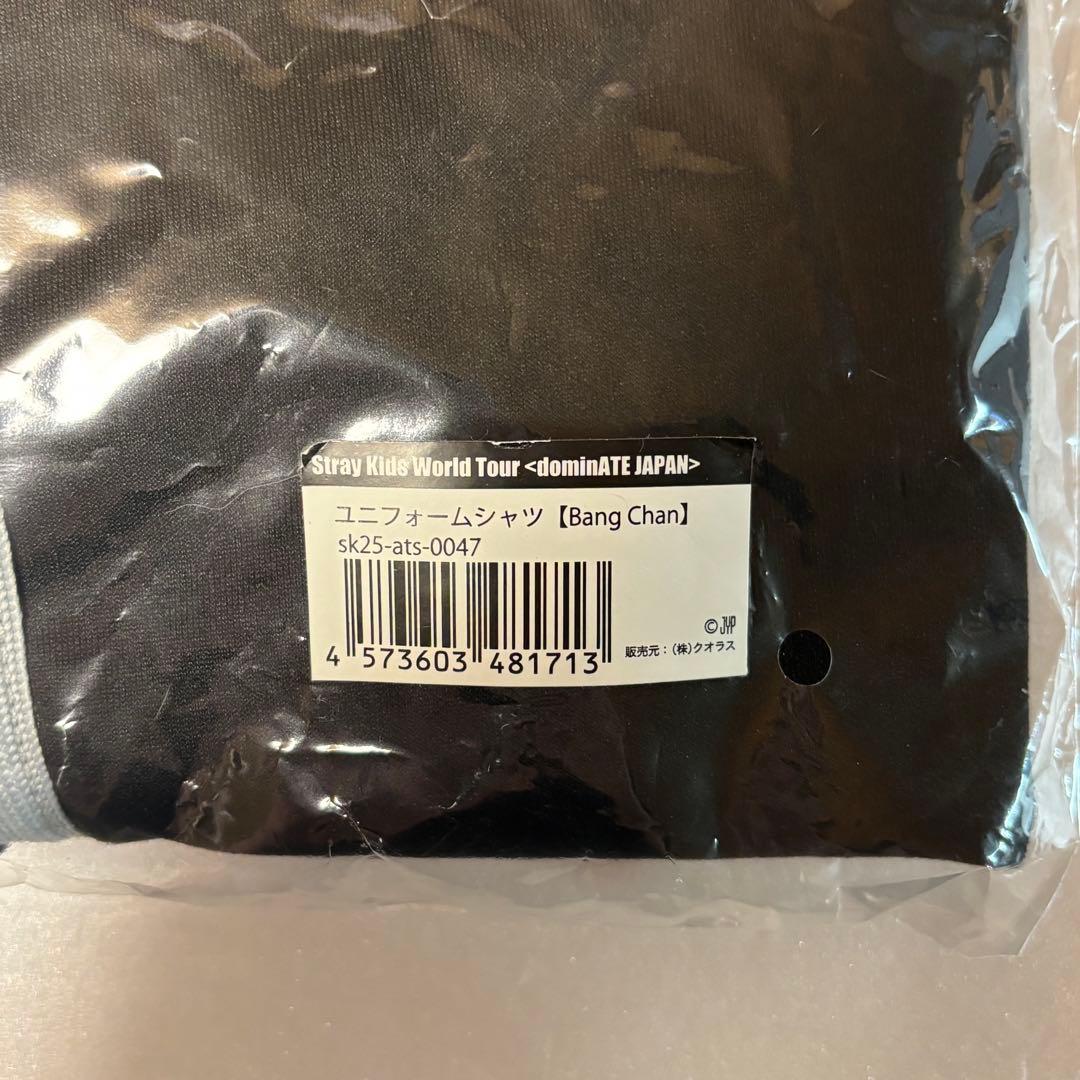 Stray Kids World Tour <dominATE JAPAN>
ユニフォームシャツ【Bang Chan】
sk25-ats-0047
4 573603 481713
©JYP
販売元：(株)クオラス